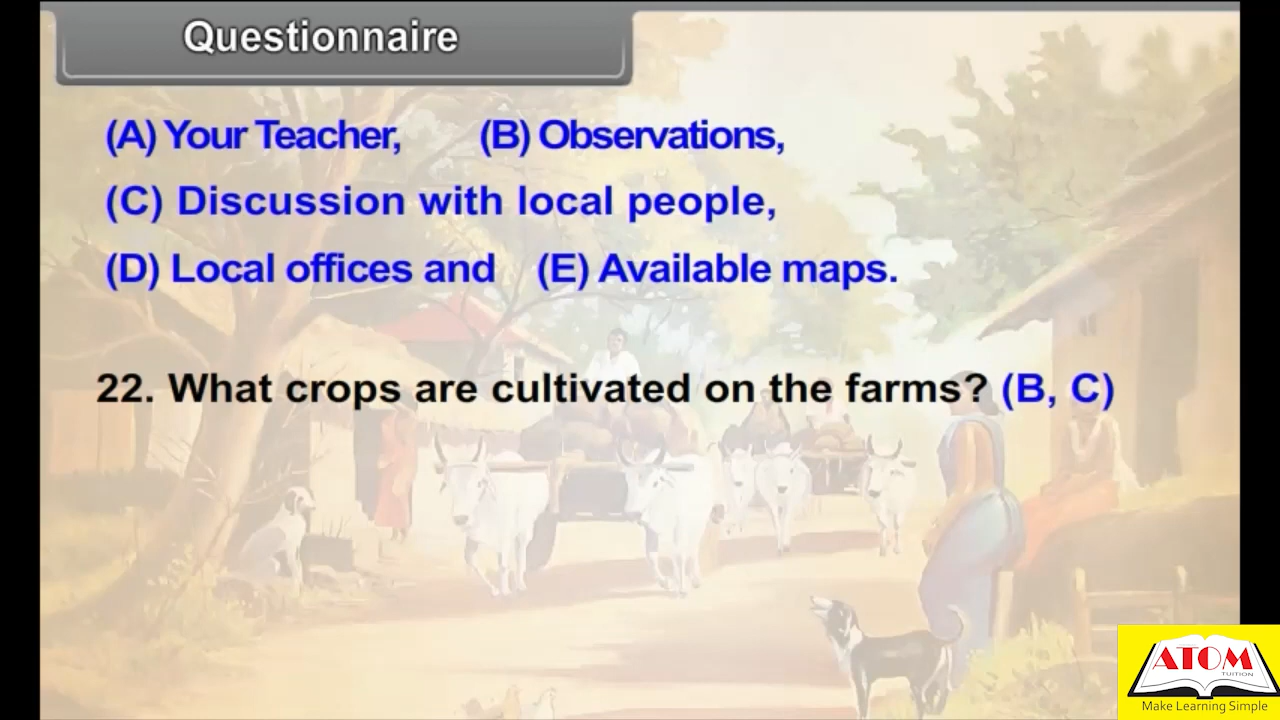 Questionnaire
(A) Your Teacher, (B) Observations,
(C) Discussion with local people,
(D) Local offices and (E) Available maps.
22. What crops are cultivated on the farms? (B, C)
ATOM
TUITION
Make Learning Simple